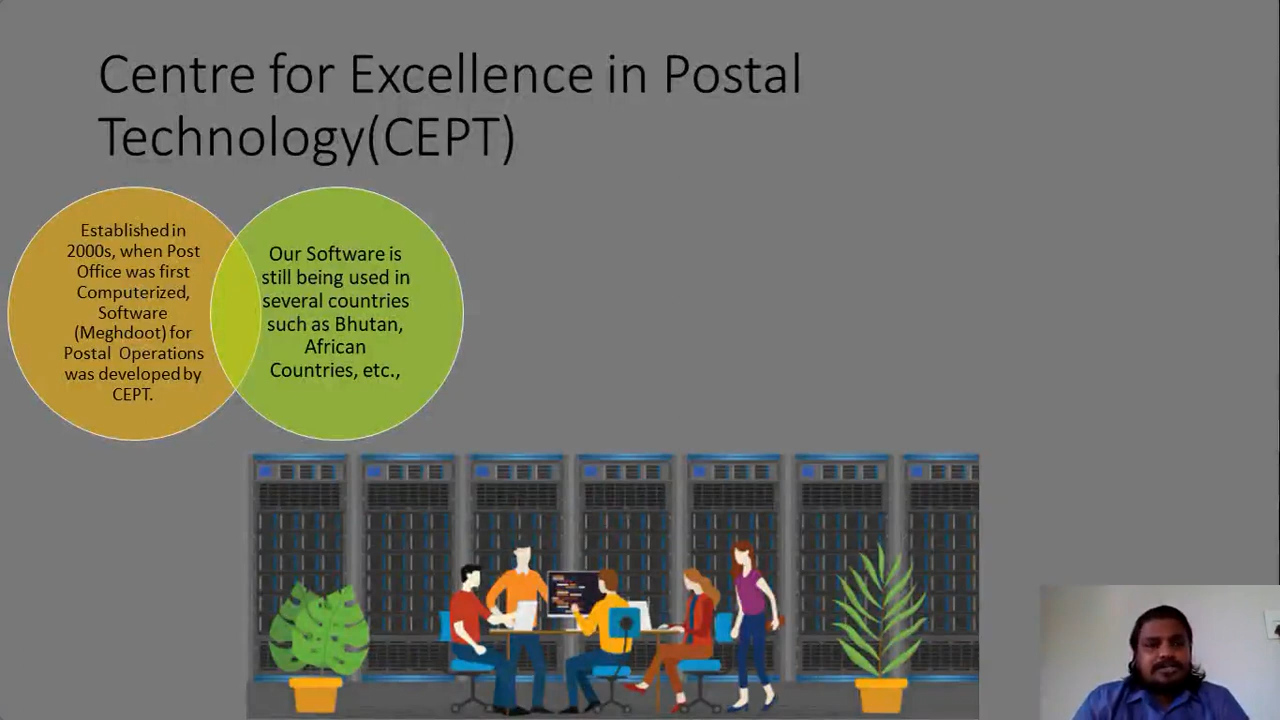 Centre for Excellence in Postal
Technology(CEPT)
Established in
2000s, when Post
Office was first
Computerized,
Software
(Meghdoot) for
Postal Operations
was developed by
CEPT.
Our Software is
still being used in
several countries
such as Bhutan,
African
Countries, etc.,